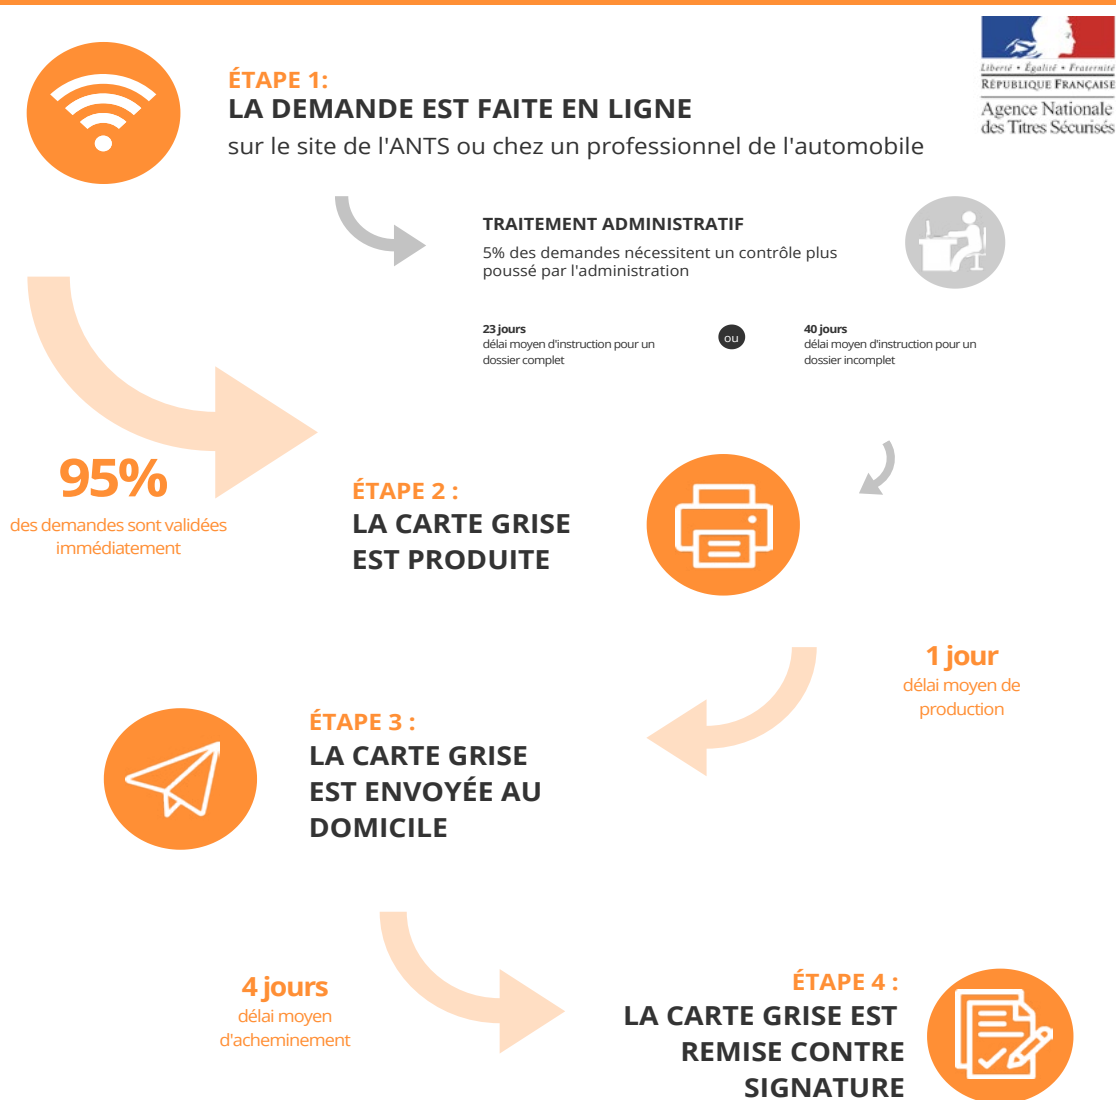 Liberté • Égalité • Fraternité
RÉPUBLIQUE FRANÇAISE
Agence Nationale
des Titres Sécurisés
ÉTAPE 1:
LA DEMANDE EST FAITE EN LIGNE
sur le site de l'ANTS ou chez un professionnel de l'automobile
TRAITEMENT ADMINISTRATIF
5% des demandes nécessitent un contrôle plus
poussé par l'administration
23 jours
délai moyen d'instruction pour un
dossier complet
ou
40 jours
délai moyen d'instruction pour un
dossier incomplet
95%
des demandes sont validées
immédiatement
ÉTAPE 2 :
LA CARTE GRISE
EST PRODUITE
1 jour
délai moyen de
production
ÉTAPE 3 :
LA CARTE GRISE
EST ENVOYÉE AU
DOMICILE
4 jours
délai moyen
d'acheminement
ÉTAPE 4 :
LA CARTE GRISE EST
REMISE CONTRE
SIGNATURE